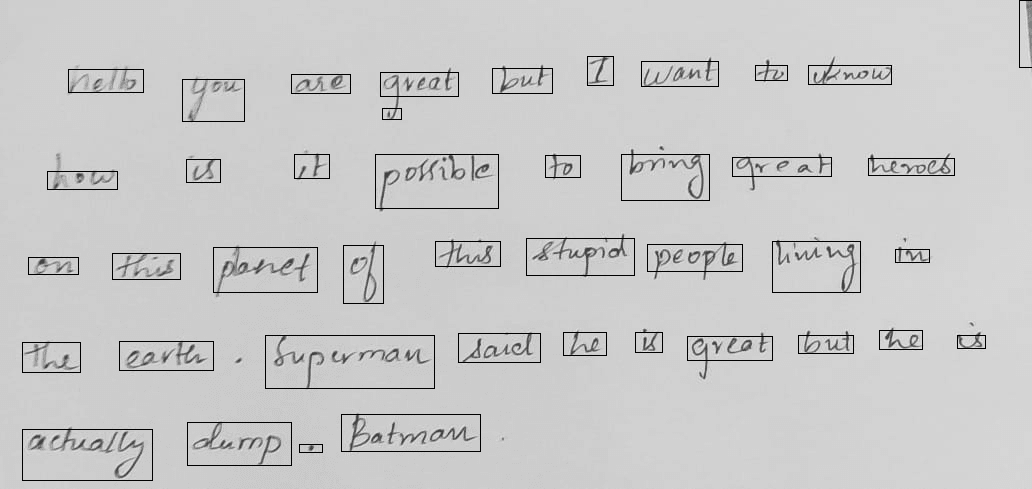 hello you are great but I want to know
how is it possible to bring great heroes
on this planet of this stupid people living in
the earth. Superman said he is great but he is
actually dump - Batman.